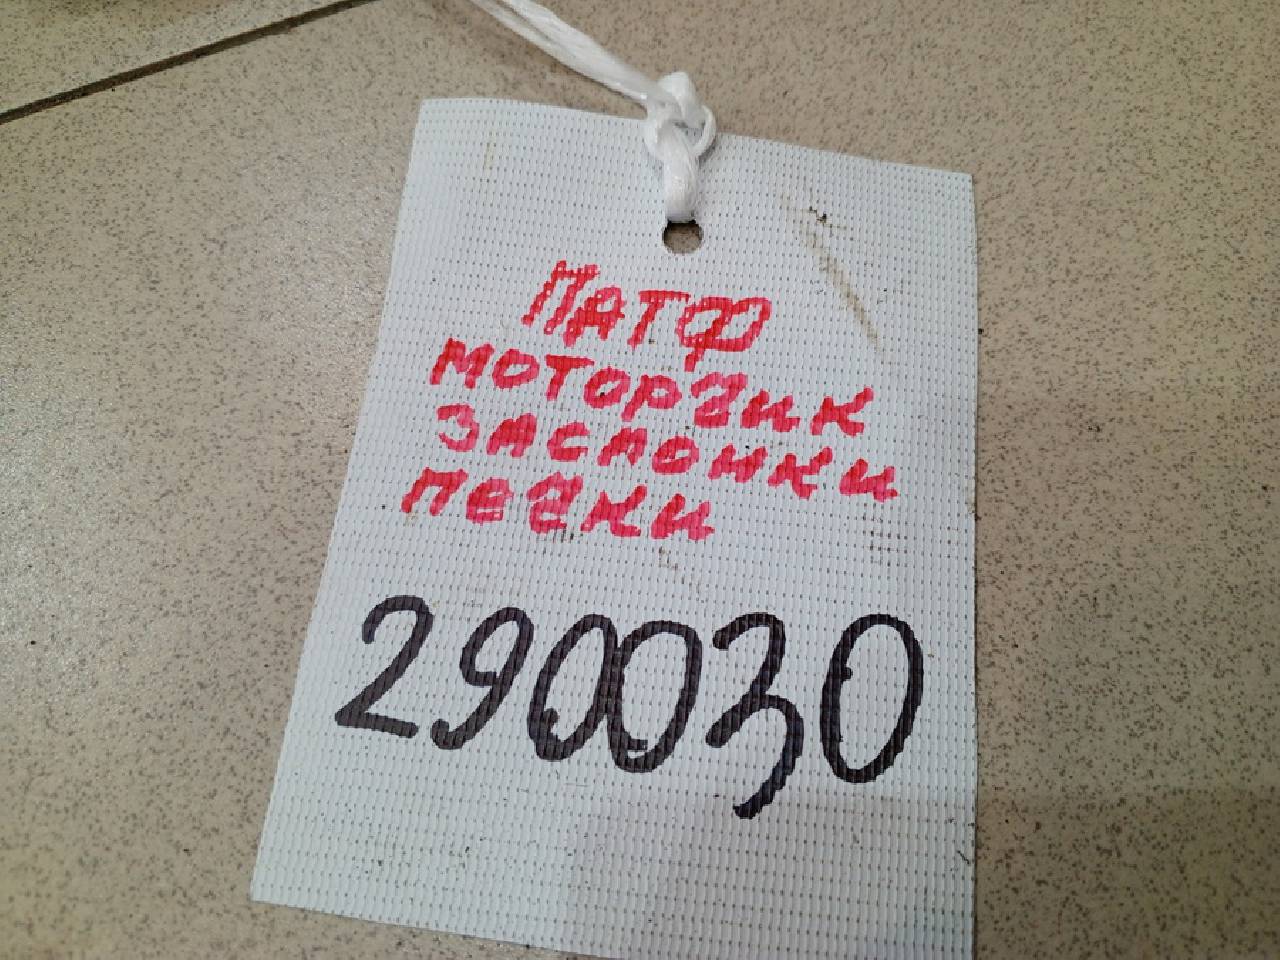 ПАТФ
МОТОРЧИК
ЗАСЛОНКИ
ПЕЧКИ
290030